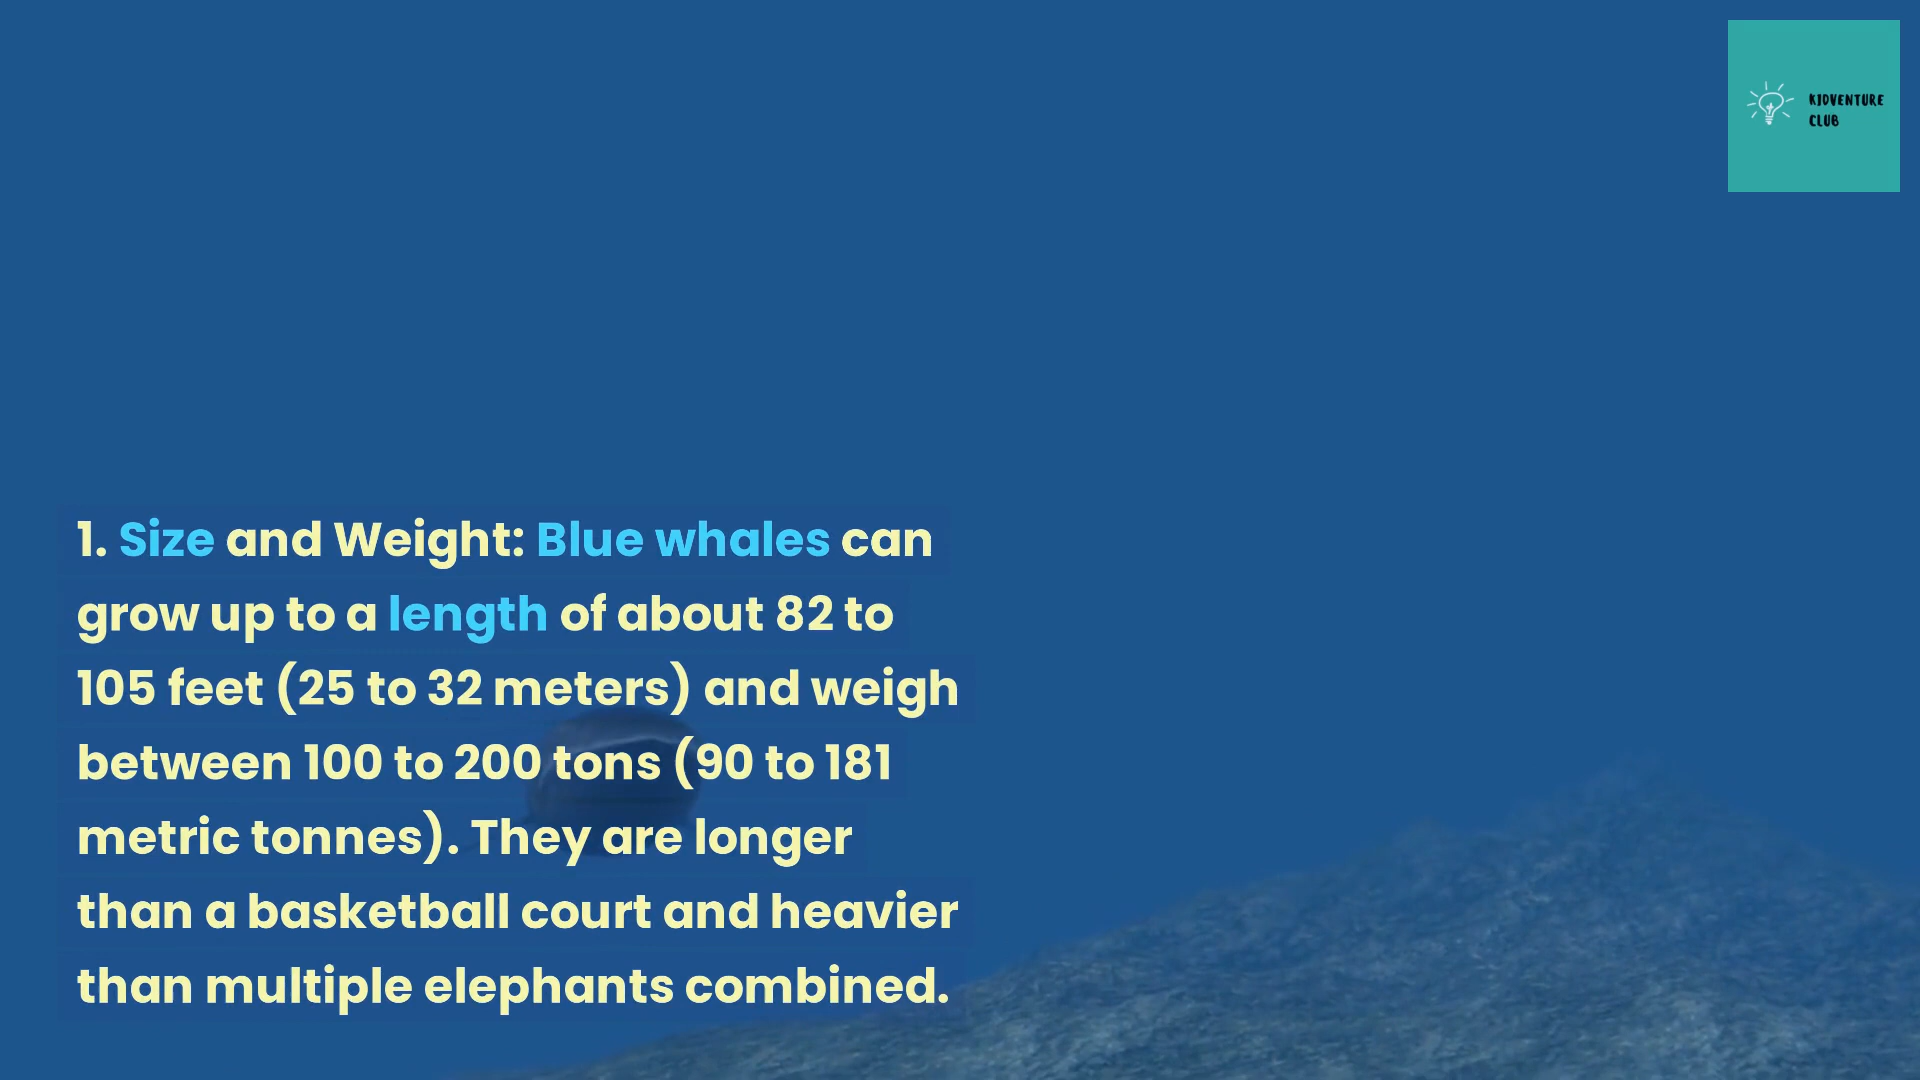 KIDVENTURE
CLUB
1. Size and Weight: Blue whales can
grow up to a length of about 82 to
105 feet (25 to 32 meters) and weigh
between 100 to 200 tons (90 to 181
metric tonnes). They are longer
than a basketball court and heavier
than multiple elephants combined.